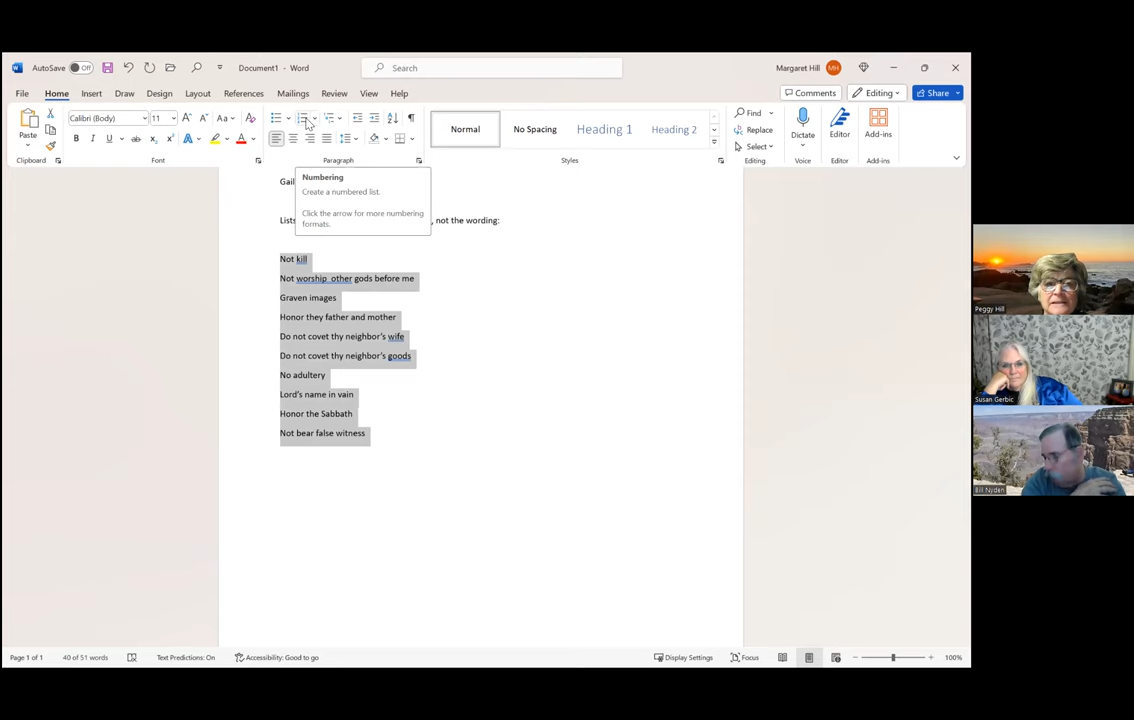 AutoSave Off Document1 - Word Search Margaret Hill MH
File Home Insert Draw Design Layout References Mailings Review View Help Comments Editing Share
Paste Calibri (Body) 11 Aa Normal No Spacing Heading 1 Heading 2 Find Replace Select Dictate Editor Add-ins
Clipboard Font Paragraph Styles Editing Voice Editor Add-ins
Numbering
Create a numbered list.
Click the arrow for more numbering
formats.
Gail
Lists , not the wording:
Not kill
Not worship other gods before me
Graven images
Honor they father and mother
Do not covet thy neighbor's wife
Do not covet thy neighbor's goods
No adultery
Lord's name in vain
Honor the Sabbath
Not bear false witness
Peggy Hill
Susan Gerbic
Bill Nyden
Page 1 of 1 40 of 51 words Text Predictions: On Accessibility: Good to go Display Settings Focus 100%